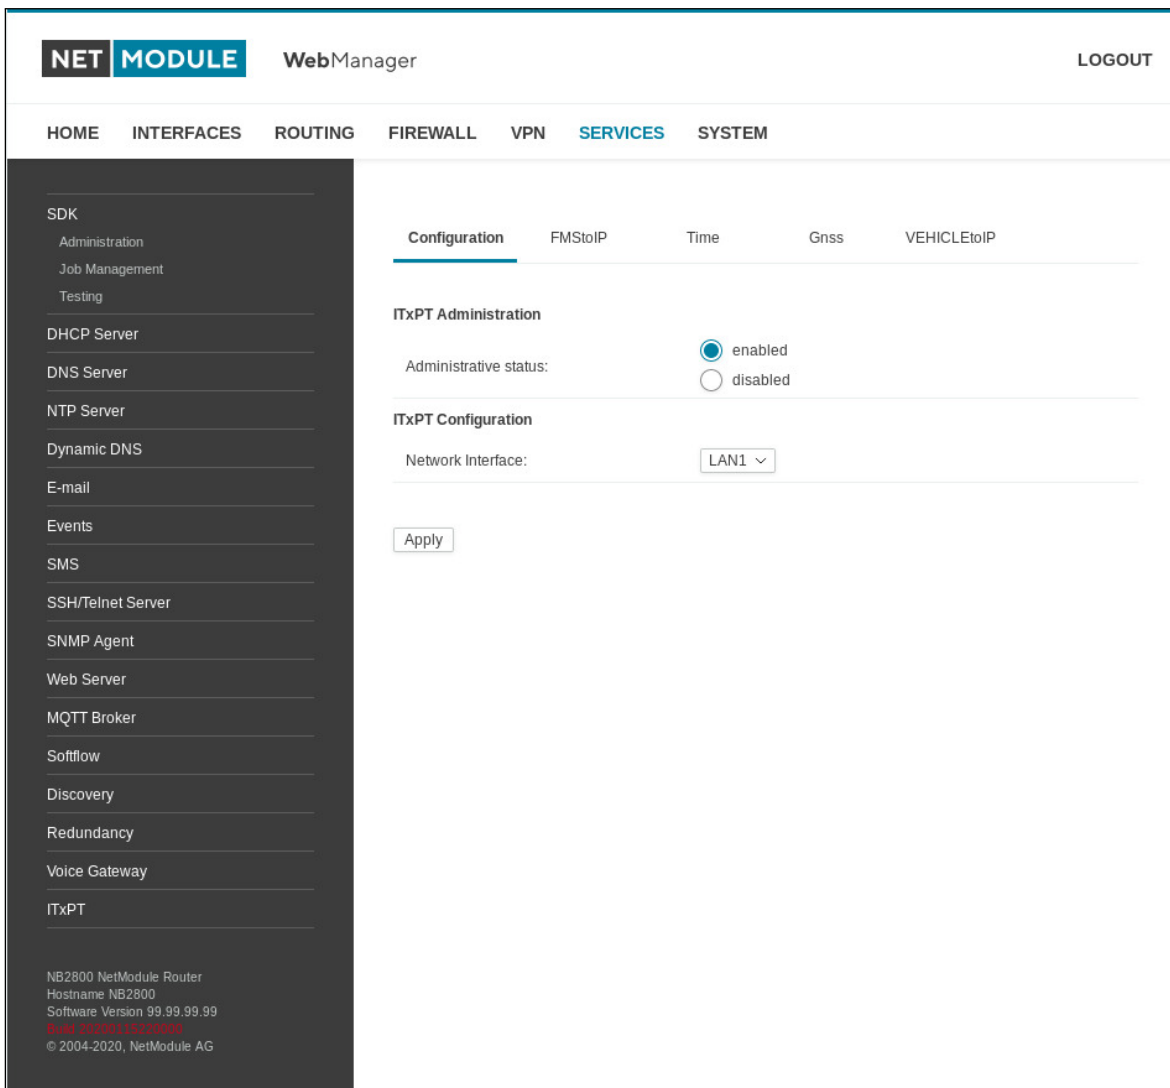 NET MODULE WebManager LOGOUT
HOME INTERFACES ROUTING FIREWALL VPN SERVICES SYSTEM
SDK
Administration
Job Management
Testing
DHCP Server
DNS Server
NTP Server
Dynamic DNS
E-mail
Events
SMS
SSH/Telnet Server
SNMP Agent
Web Server
MQTT Broker
Softflow
Discovery
Redundancy
Voice Gateway
ITxPT
NB2800 NetModule Router
Hostname NB2800
Software Version 99.99.99.99
Build
© 2004-2020, NetModule AG
Configuration FMStoIP Time Gnss VEHICLEtoIP
ITxPT Administration
Administrative status:
enabled
disabled
ITxPT Configuration
Network Interface: LAN1
Apply